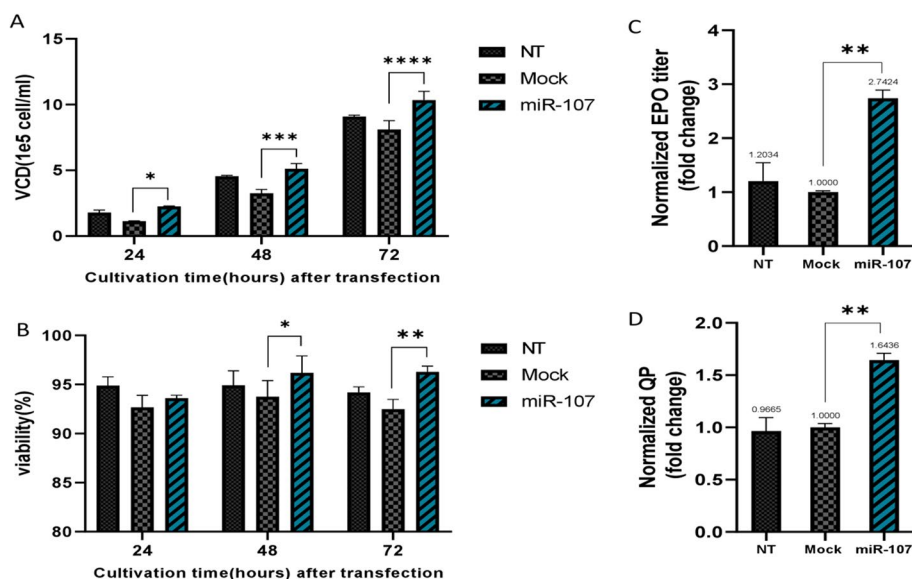 A
VCD(1e5 cell/ml)
15
10
5
0
*
***
****
24 48 72
Cultivation time(hours) after transfection
NT
Mock
miR-107
B
viability(%)
100
95
90
85
80
*
**
24 48 72
Cultivation time(hours) after transfection
NT
Mock
miR-107
C
Normalized EPO titer
(fold change)
4
3
2
1
0
**
1.2034
1.0000
2.7424
NT Mock miR-107
D
Normalized QP
(fold change)
2.0
1.5
1.0
0.5
0.0
**
0.9665
1.0000
1.6436
NT Mock miR-107